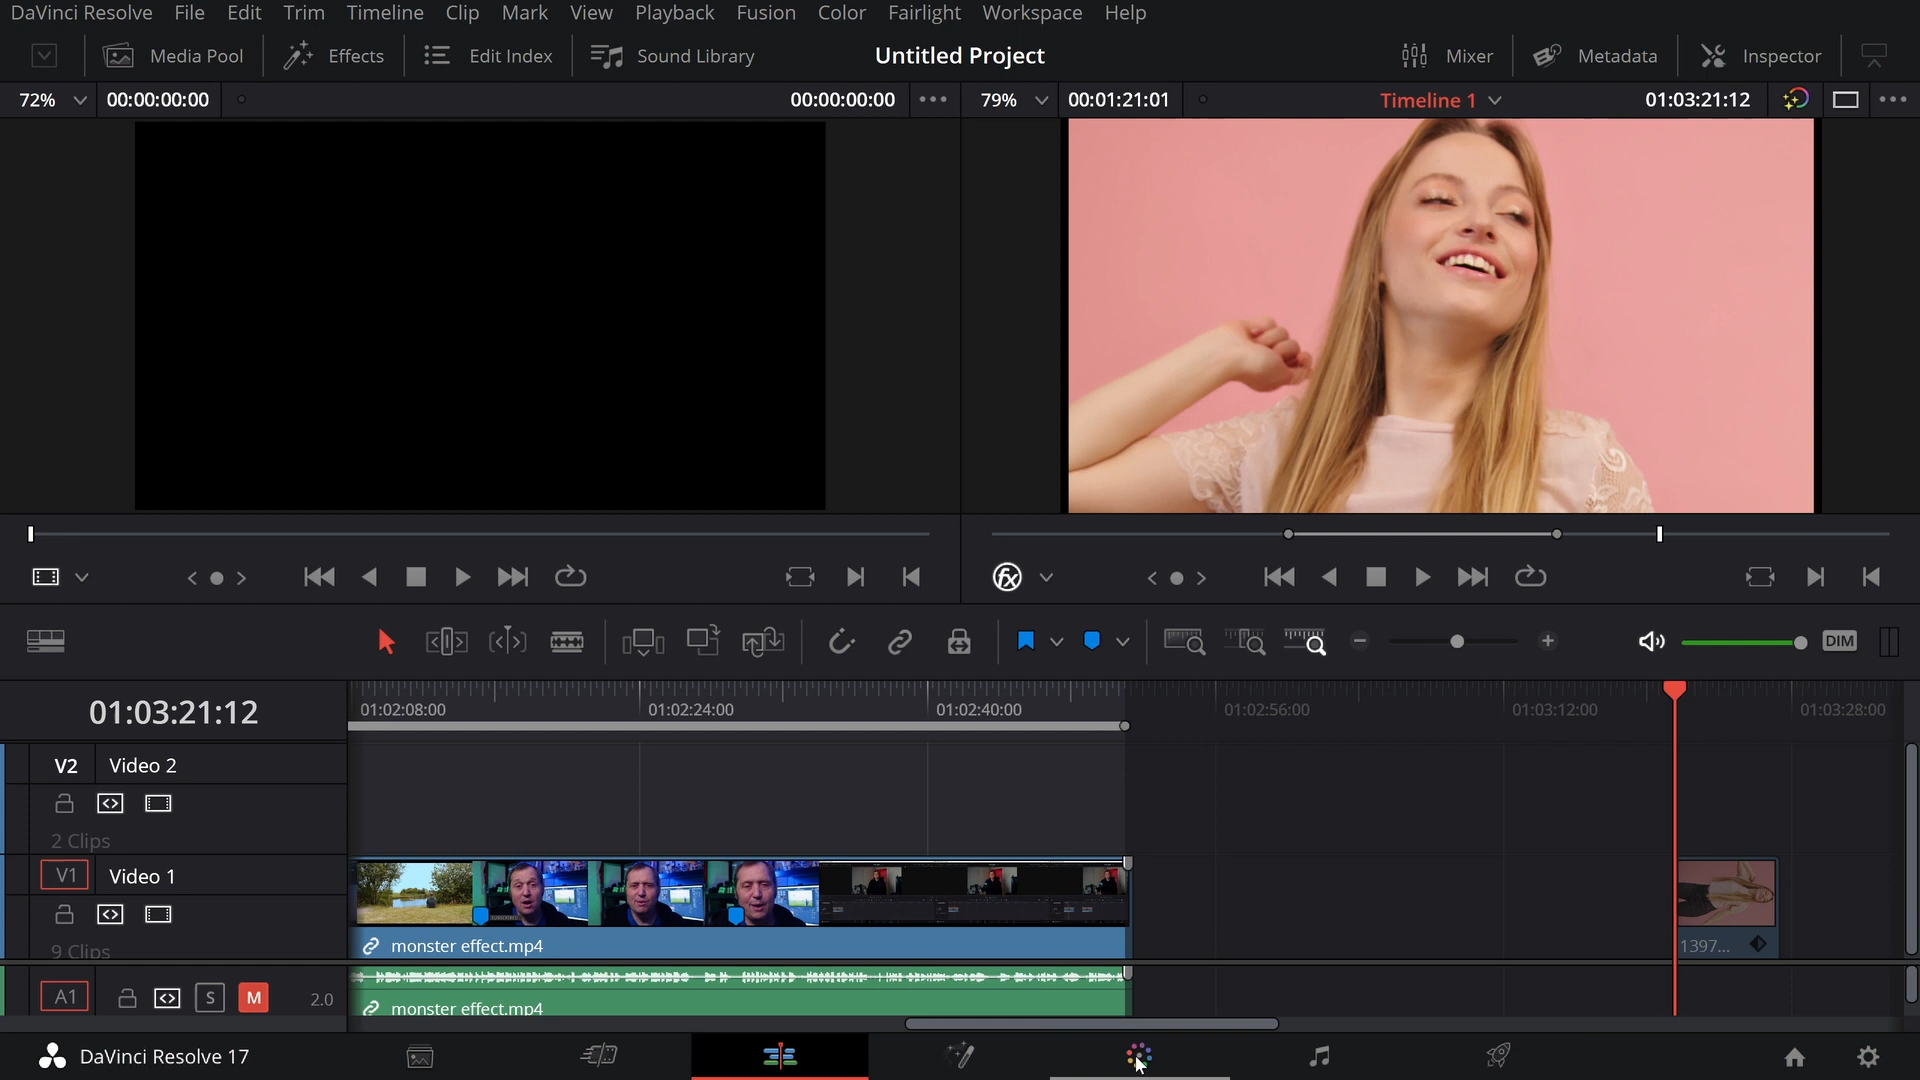 DaVinci Resolve File Edit Trim Timeline Clip Mark View Playback Fusion Color Fairlight Workspace Help
Media Pool Effects Edit Index Sound Library Untitled Project Mixer Metadata Inspector
72% 00:00:00:00 00:00:00:00 79% 00:01:21:01 Timeline 1 01:03:21:12
fx
DIM
01:03:21:12 01:02:08:00 01:02:24:00 01:02:40:00 01:02:56:00 01:03:12:00 01:03:28:00
V2 Video 2
2 Clips
V1 Video 1
9 Clips monster effect.mp4 1397...
A1 S M 2.0
monster effect.mp4
DaVinci Resolve 17